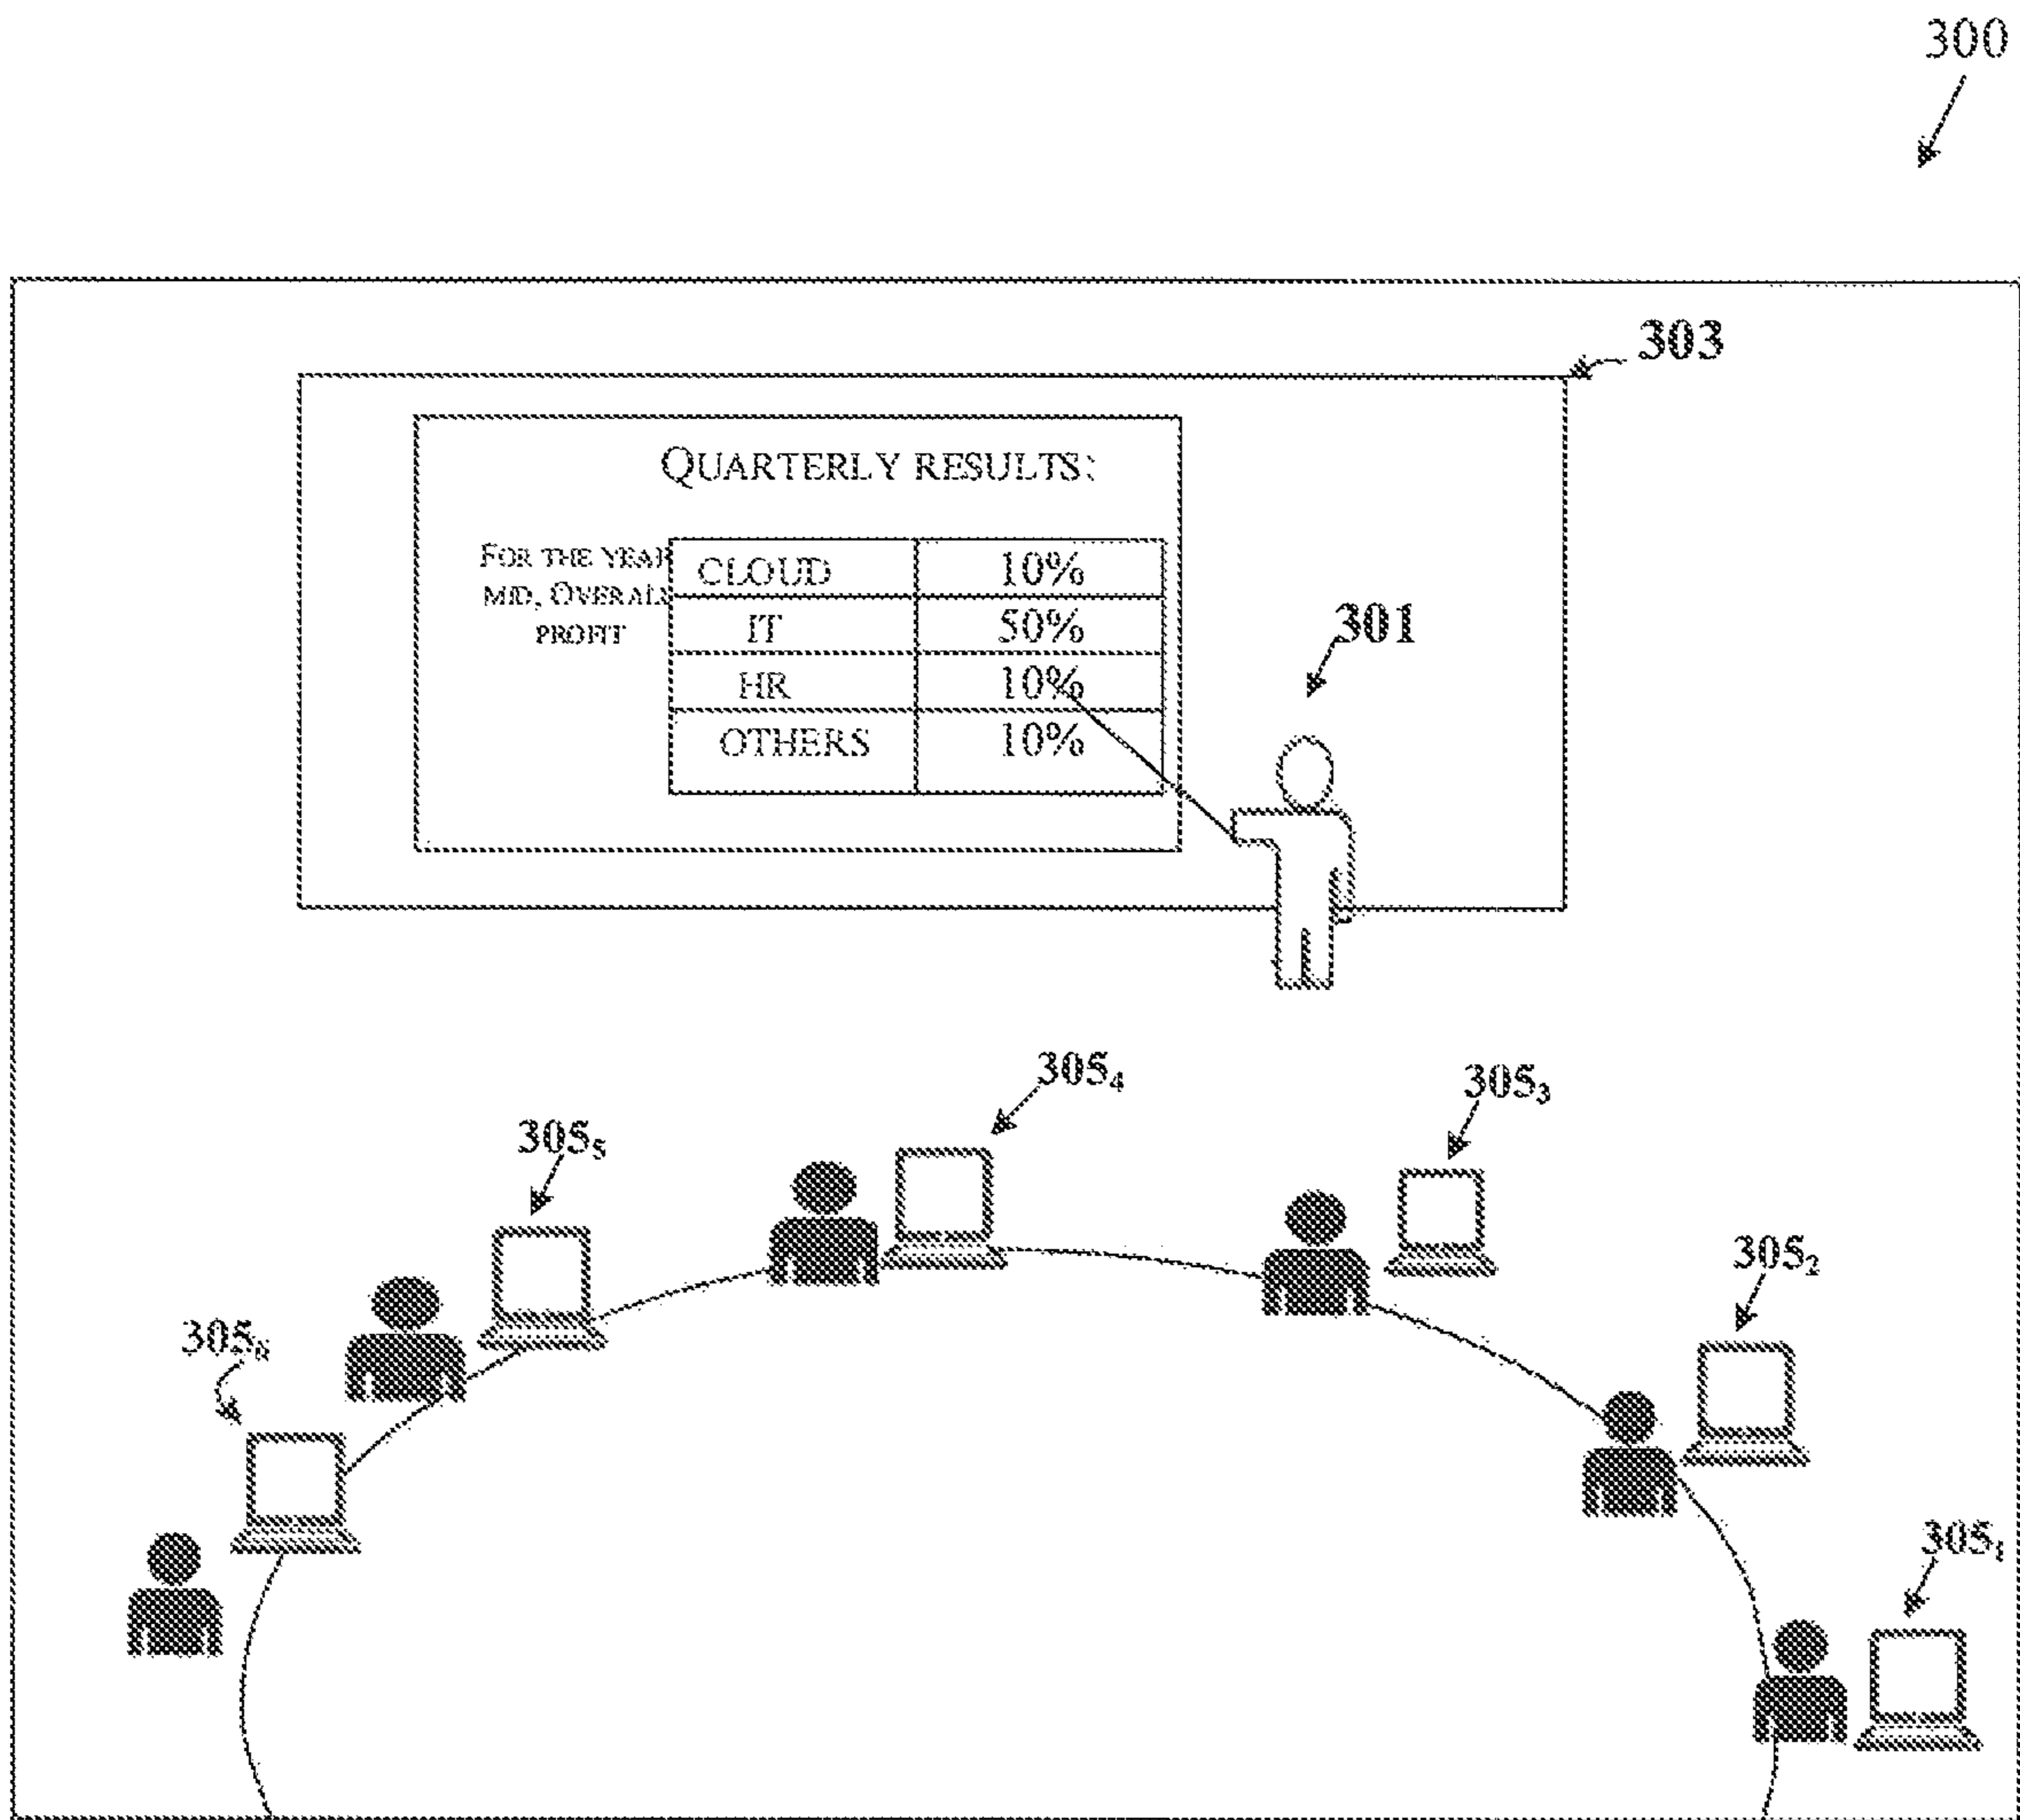 300
303
QUARTERLY RESULTS:
FOR THE YEAR
MID, OVERALL
PROFIT
CLOUD 10%
IT 50%
HR 10%
OTHERS 10%
301
305₄
305₃
305₅
305₂
305₁